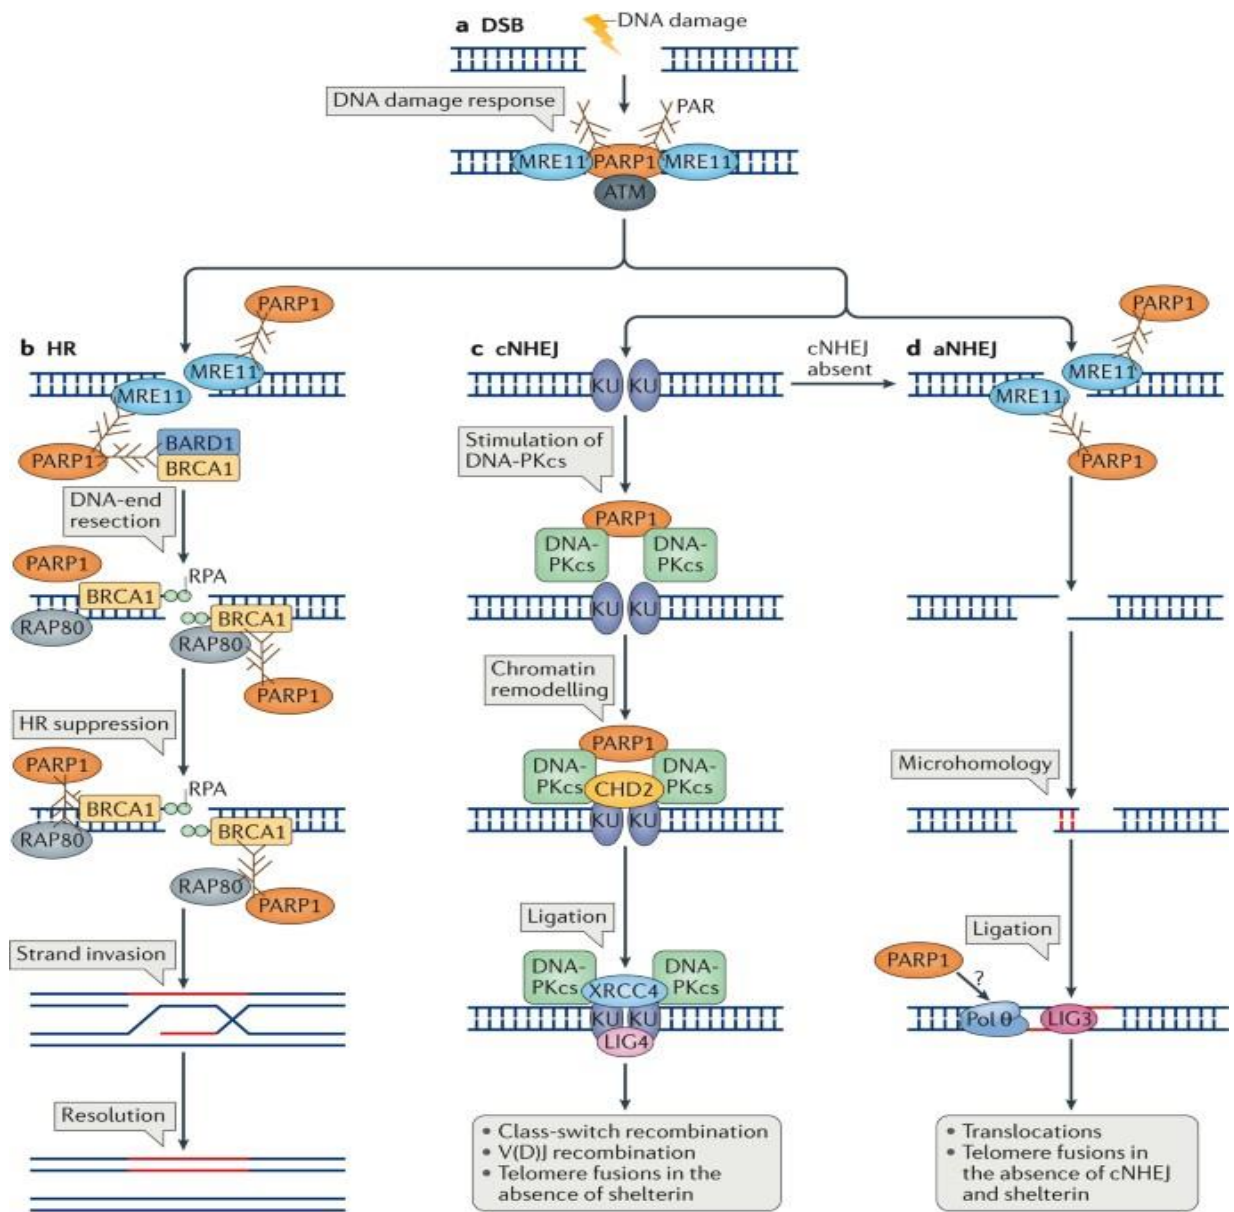 a DSB
DNA damage
DNA damage response
PAR
MRE11 PARP1 MRE11
ATM
b HR
PARP1
MRE11
MRE11
PARP1
BARD1
BRCA1
DNA-end
resection
PARP1
RPA
BRCA1
BRCA1
RAP80
RAP80
PARP1
HR suppression
PARP1
RPA
BRCA1
BRCA1
RAP80
RAP80
PARP1
Strand invasion
Resolution
c cNHEJ
KU KU
cNHEJ
absent
Stimulation of
DNA-PKcs
PARP1
DNA-
PKcs
DNA-
PKcs
KU KU
Chromatin
remodelling
PARP1
DNA-
PKcs
DNA-
PKcs
CHD2
KU KU
Ligation
DNA-
PKcs
DNA-
PKcs
XRCC4
KU KU
LIG4
• Class-switch recombination
• V(D)J recombination
• Telomere fusions in the
absence of shelterin
d aNHEJ
PARP1
MRE11
MRE11
PARP1
Microhomology
Ligation
PARP1
?
Pol θ
LIG3
• Translocations
• Telomere fusions in
the absence of cNHEJ
and shelterin